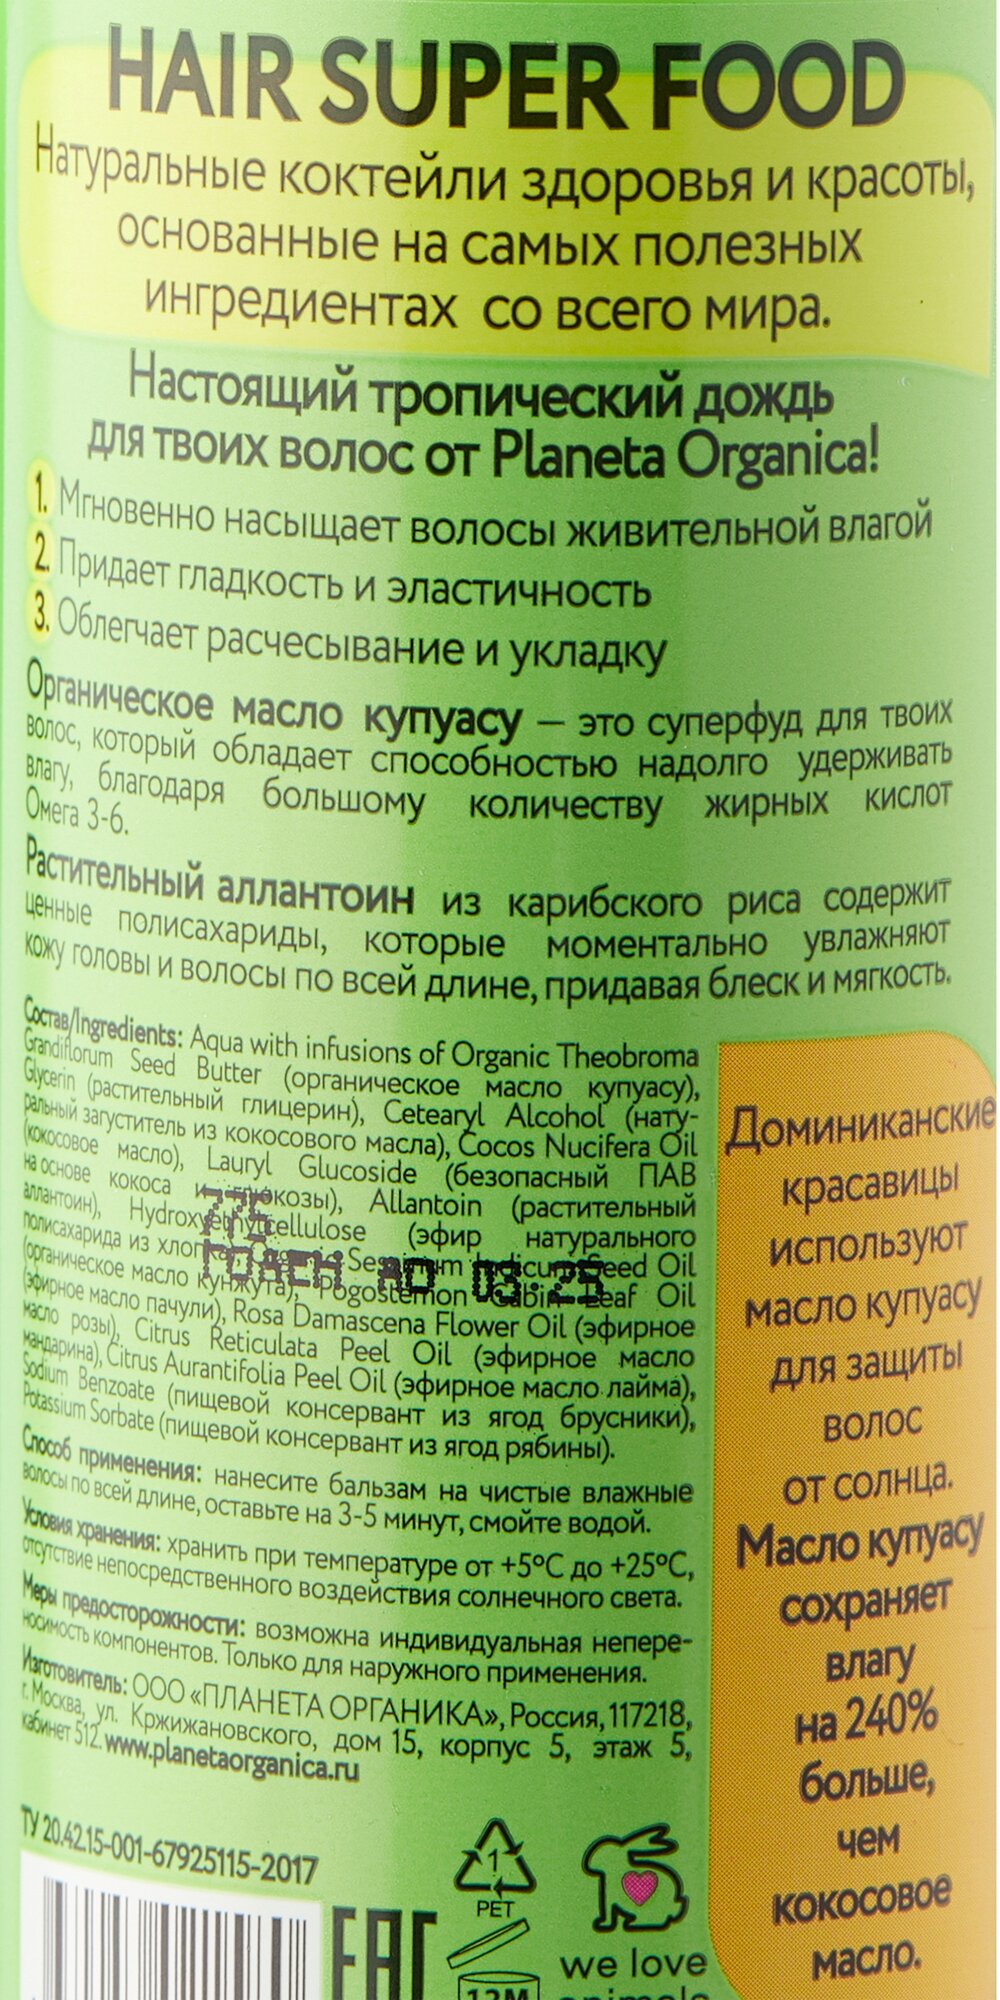 HAIR SUPER FOOD
Натуральные коктейли здоровья и красоты,
основанные на самых полезных
ингредиентах со всего мира.
Настоящий тропический дождь
для твоих волос от Planeta Organica!
1. Мгновенно насыщает волосы живительной влагой
2. Придает гладкость и эластичность
3. Облегчает расчесывание и укладку
Органическое масло купуасу – это суперфуд для твоих
волос, который обладает способностью надолго удерживать
влагу, благодаря большому количеству жирных кислот
Омега 3-6.
Растительный аллантоин из карибского риса содержит
ценные полисахариды, которые моментально увлажняют
кожу головы и волосы по всей длине, придавая блеск и мягкость.
Состав/Ingredients: Aqua with infusions of Organic Theobroma
Grandiflorum Seed Butter (органическое масло купуасу),
Glycerin (растительный глицерин), Cetearyl Alcohol (нату-
ральный загуститель из кокосового масла), Cocos Nucifera Oil
(кокосовое масло), Lauryl Glucoside (безопасный ПАВ
на основе кокоса и глюкозы), Allantoin (растительный
аллантоин), Hydroxyethylcellulose (эфир натурального
полисахарида из Sesamum Indicum Seed Oil
(органическое масло кунжута), Pogostemon Cablin Leaf Oil
(эфирное масло пачули), Rosa Damascena Flower Oil (эфирное
масло розы), Citrus Reticulata Peel Oil (эфирное масло
мандарина), Citrus Aurantifolia Peel Oil (эфирное масло лайма),
Sodium Benzoate (пищевой консервант из ягод брусники),
Potassium Sorbate (пищевой консервант из ягод рябины).
775
ГОДЕН ДО 03.25
Способ применения: нанесите бальзам на чистые влажные
волосы по всей длине, оставьте на 3-5 минут, смойте водой.
Условия хранения: хранить при температуре от +5°C до +25°C,
отсутствие непосредственного воздействия солнечного света.
Меры предосторожности: возможна индивидуальная непере-
носимость компонентов. Только для наружного применения.
Изготовитель: ООО «ПЛАНЕТА ОРГАНИКА», Россия, 117218,
г. Москва, ул. Кржижановского, дом 15, корпус 5, этаж 5,
кабинет 512. www.planetaorganica.ru
ТУ 20.42.15-001-67925115-2017
Доминиканские
красавицы
используют
масло купуасу
для защиты
волос
от солнца.
Масло купуасу
сохраняет
влагу
на 240%
больше,
чем
кокосовое
масло.
1
PET
EAC
12M
we love
animals